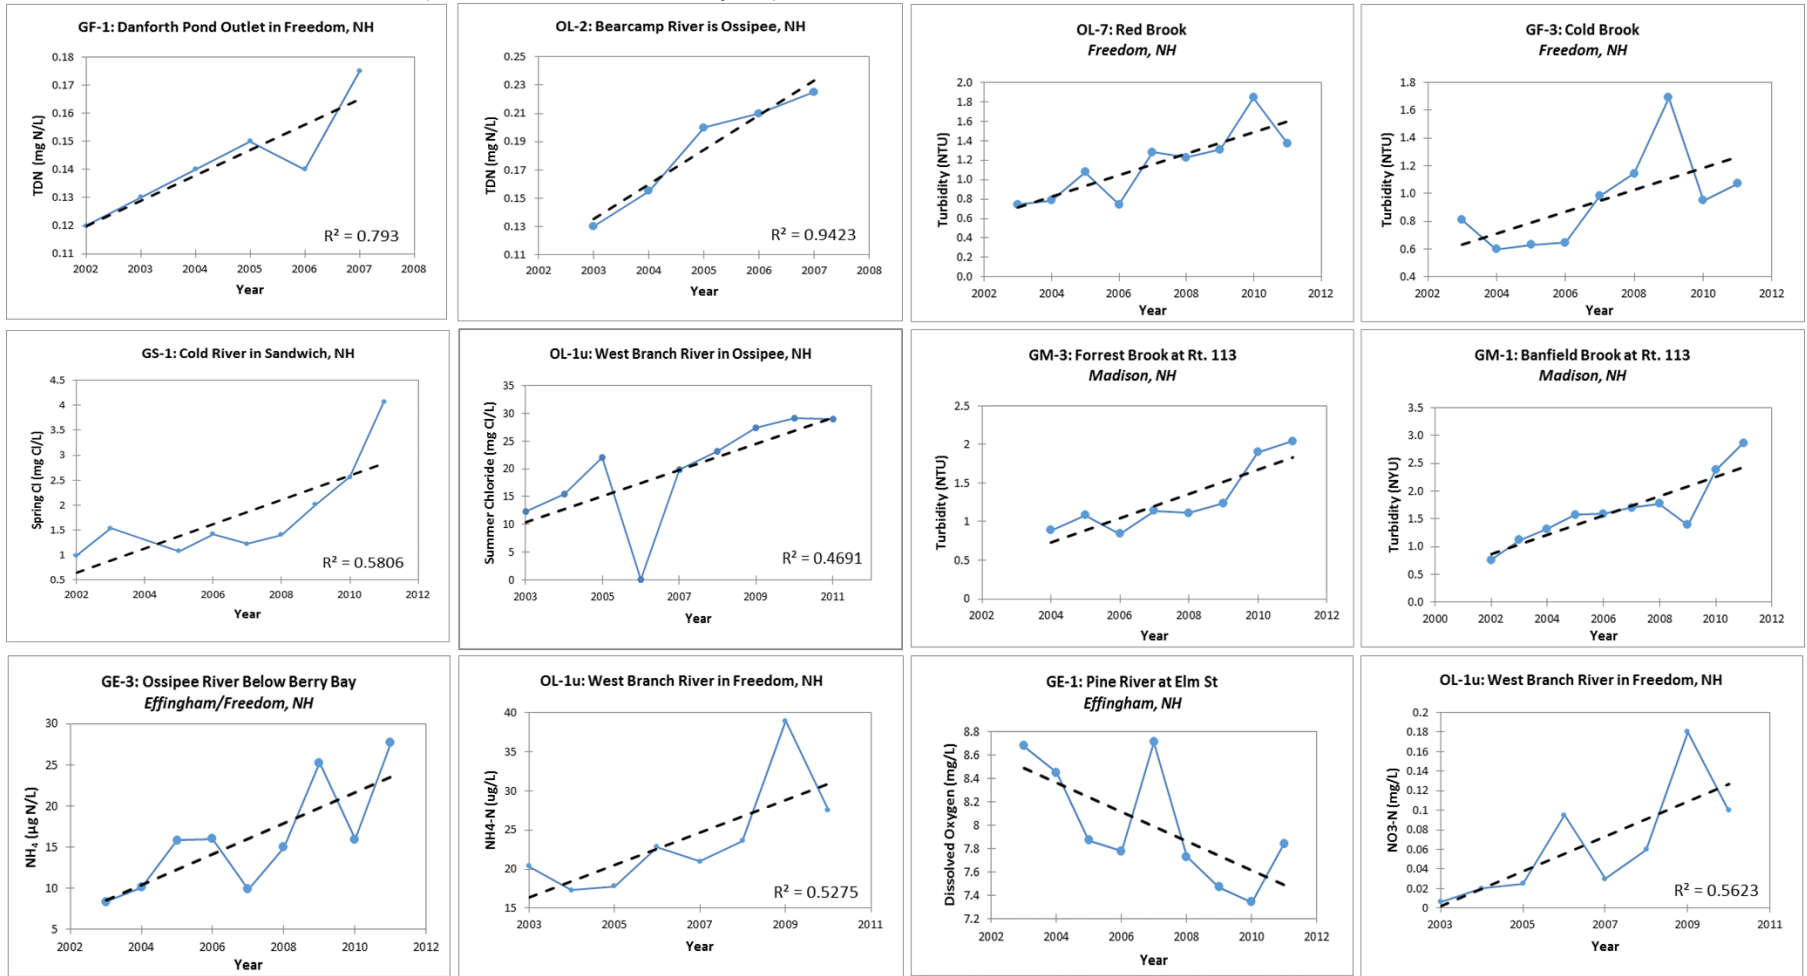 GF-1: Danforth Pond Outlet in Freedom, NH
0.18
0.17
0.16
0.15
0.14
0.13
0.12
0.11
TDN (mg N/L)
R² = 0.793
2002 2003 2004 2005 2006 2007 2008
Year
OL-2: Bearcamp River is Ossipee, NH
0.25
0.23
0.21
0.19
0.17
0.15
0.13
0.11
TDN (mg N/L)
R² = 0.9423
2002 2003 2004 2005 2006 2007 2008
Year
OL-7: Red Brook
Freedom, NH
2.0
1.8
1.6
1.4
1.2
1.0
0.8
0.6
0.4
0.2
0.0
Turbidity (NTU)
2002 2004 2006 2008 2010 2012
Year
GF-3: Cold Brook
Freedom, NH
1.8
1.6
1.4
1.2
1.0
0.8
0.6
0.4
Turbidity (NTU)
2002 2004 2006 2008 2010 2012
Year
GS-1: Cold River in Sandwich, NH
4.5
4
3.5
3
2.5
2
1.5
1
0.5
Spring Cl (mg Cl/L)
R² = 0.5806
2002 2004 2006 2008 2010 2012
Year
OL-1u: West Branch River in Ossipee, NH
35
30
25
20
15
10
5
0
Summer Chloride (mg Cl/L)
R² = 0.4691
2003 2005 2007 2009 2011
Year
GM-3: Forrest Brook at Rt. 113
Madison, NH
2.5
2
1.5
1
0.5
0
Turbidity (NTU)
2002 2004 2006 2008 2010 2012
Year
GM-1: Banfield Brook at Rt. 113
Madison, NH
3.5
3.0
2.5
2.0
1.5
1.0
0.5
0.0
Turbidity (NYU)
2000 2002 2004 2006 2008 2010 2012
Year
GE-3: Ossipee River Below Berry Bay
Effingham/Freedom, NH
30
25
20
15
10
5
NH₄ (µg N/L)
2002 2004 2006 2008 2010 2012
Year
OL-1u: West Branch River in Freedom, NH
40
35
30
25
20
15
NH4-N (ug/L)
R² = 0.5275
2003 2005 2007 2009 2011
Year
GE-1: Pine River at Elm St
Effingham, NH
8.8
8.6
8.4
8.2
8
7.8
7.6
7.4
7.2
Dissolved Oxygen (mg/L)
2002 2004 2006 2008 2010 2012
Year
OL-1u: West Branch River in Freedom, NH
0.2
0.18
0.16
0.14
0.12
0.1
0.08
0.06
0.04
0.02
0
NO3-N (mg/L)
R² = 0.5623
2003 2005 2007 2009 2011
Year